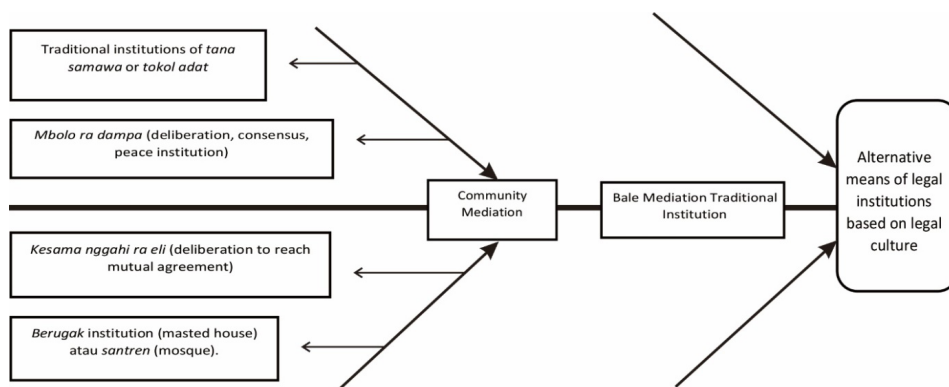 Traditional institutions of tana
samawa or tokol adat
Mbolo ra dampa (deliberation, consensus,
peace institution)
Kesama nggahi ra eli (deliberation to reach
mutual agreement)
Berugak institution (masted house)
atau santren (mosque).
Community
Mediation
Bale Mediation Traditional
Institution
Alternative
means of legal
institutions
based on legal
culture